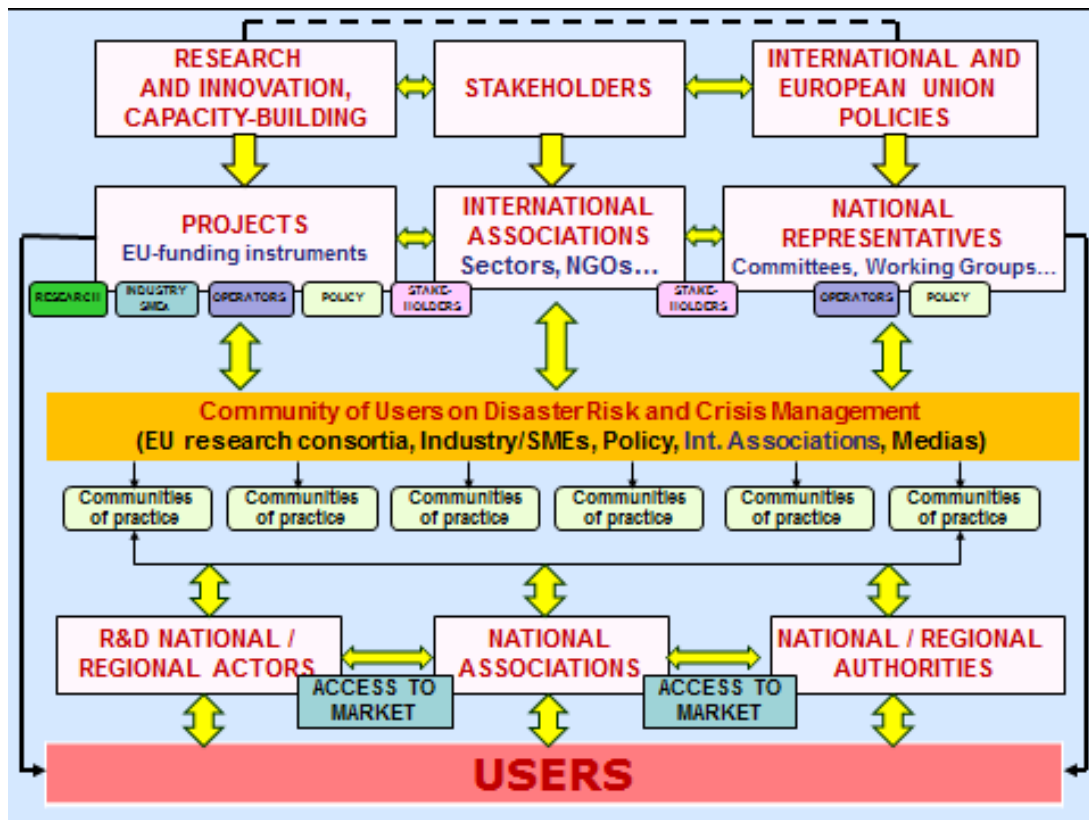 RESEARCH
AND INNOVATION,
CAPACITY-BUILDING
STAKEHOLDERS
INTERNATIONAL AND
EUROPEAN UNION
POLICIES
PROJECTS
EU-funding instruments
INTERNATIONAL
ASSOCIATIONS
Sectors, NGOs...
NATIONAL
REPRESENTATIVES
Committees, Working Groups...
RESEARCH
INDUSTRY
SMEs
OPERATORS
POLICY
STAKE-
HOLDERS
STAKE-
HOLDERS
OPERATORS
POLICY
Community of Users on Disaster Risk and Crisis Management
(EU research consortia, Industry/SMEs, Policy, Int. Associations, Medias)
Communities
of practice
Communities
of practice
Communities
of practice
Communities
of practice
Communities
of practice
Communities
of practice
R&D NATIONAL /
REGIONAL ACTORS
NATIONAL
ASSOCIATIONS
NATIONAL / REGIONAL
AUTHORITIES
ACCESS TO
MARKET
ACCESS TO
MARKET
USERS